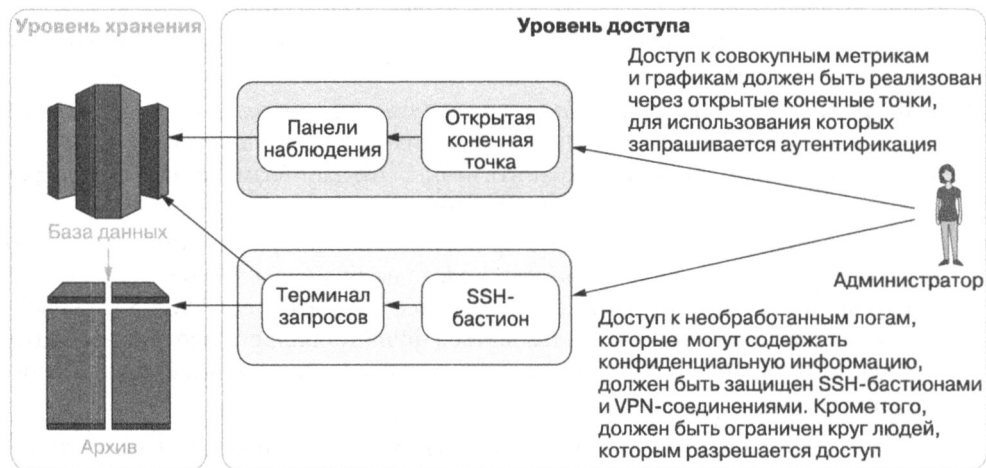 Уровень хранения
Уровень доступа
Доступ к совокупным метрикам
и графикам должен быть реализован
через открытые конечные точки,
для использования которых
запрашивается аутентификация
Панели
наблюдения
Открытая
конечная
точка
База данных
Администратор
Терминал
запросов
SSH-
бастион
Доступ к необработанным логам,
которые могут содержать
конфиденциальную информацию,
должен быть защищен SSH-бастионами
и VPN-соединениями. Кроме того,
должен быть ограничен круг людей,
которым разрешается доступ
Архив